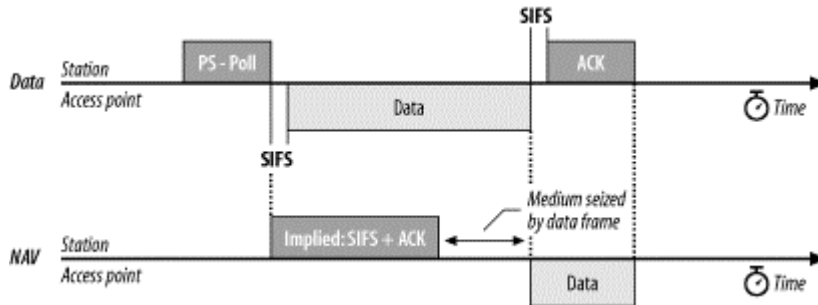 SIFS
Station
PS - Poll
ACK
Data
Access point
Data
Time
SIFS
Medium seized
by data frame
Station
Implied: SIFS + ACK
NAV
Access point
Data
Time